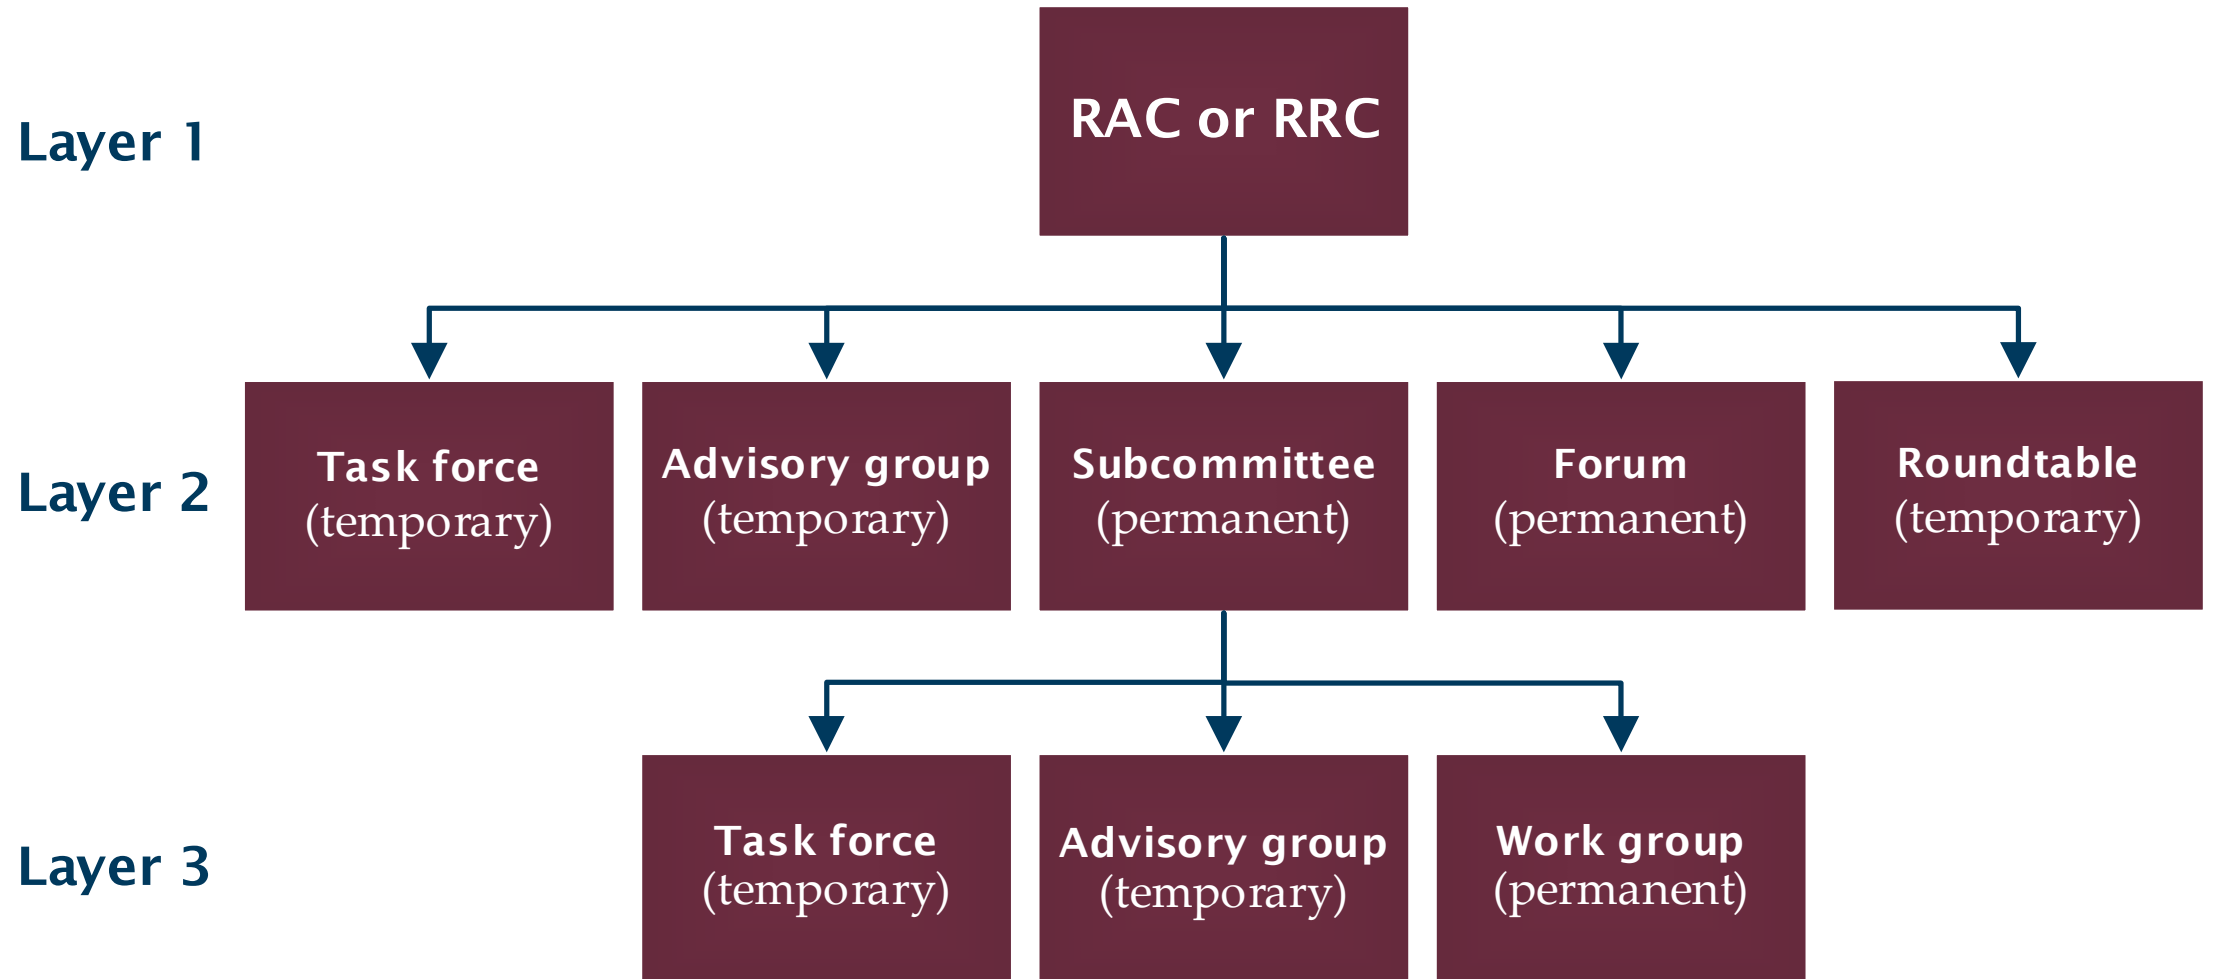 Layer 1
RAC or RRC
Layer 2
Task force
(temporary)
Advisory group
(temporary)
Subcommittee
(permanent)
Forum
(permanent)
Roundtable
(temporary)
Layer 3
Task force
(temporary)
Advisory group
(temporary)
Work group
(permanent)